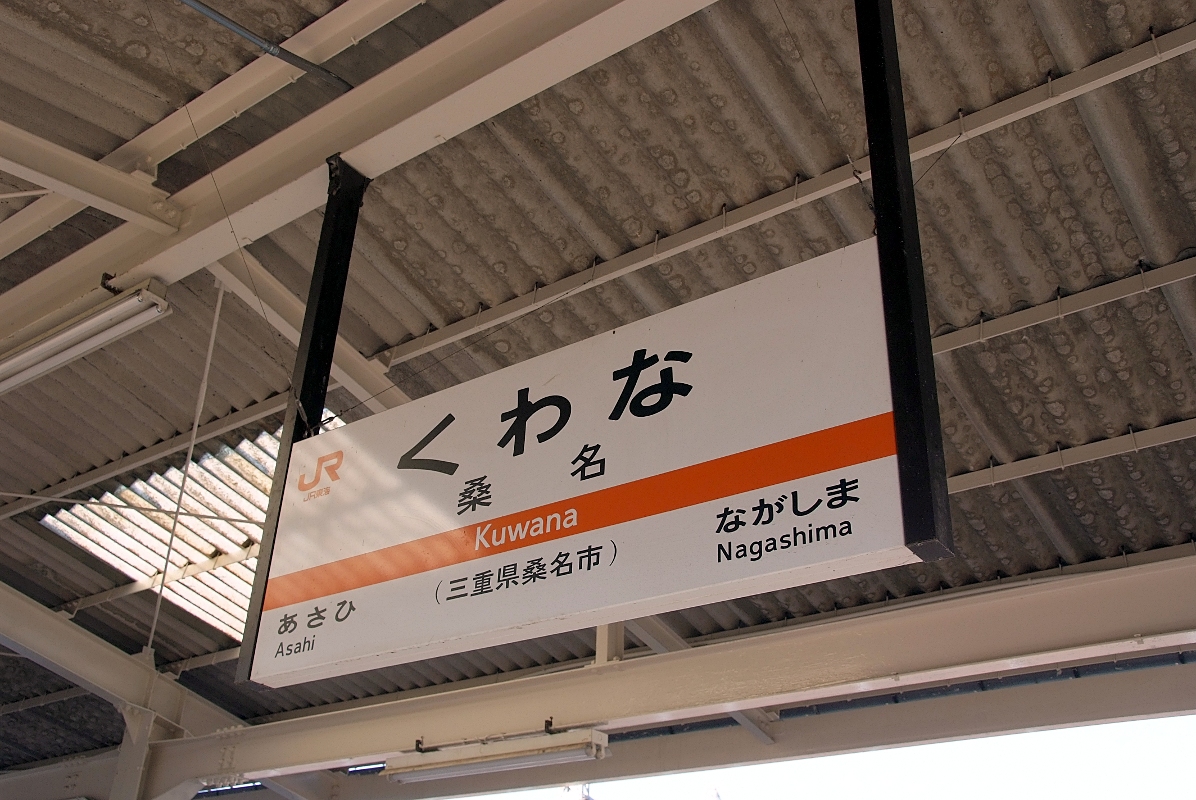 JR
JR東海
くわな
桑名
Kuwana
(三重県桑名市)
あさひ
Asahi
ながしま
Nagashima